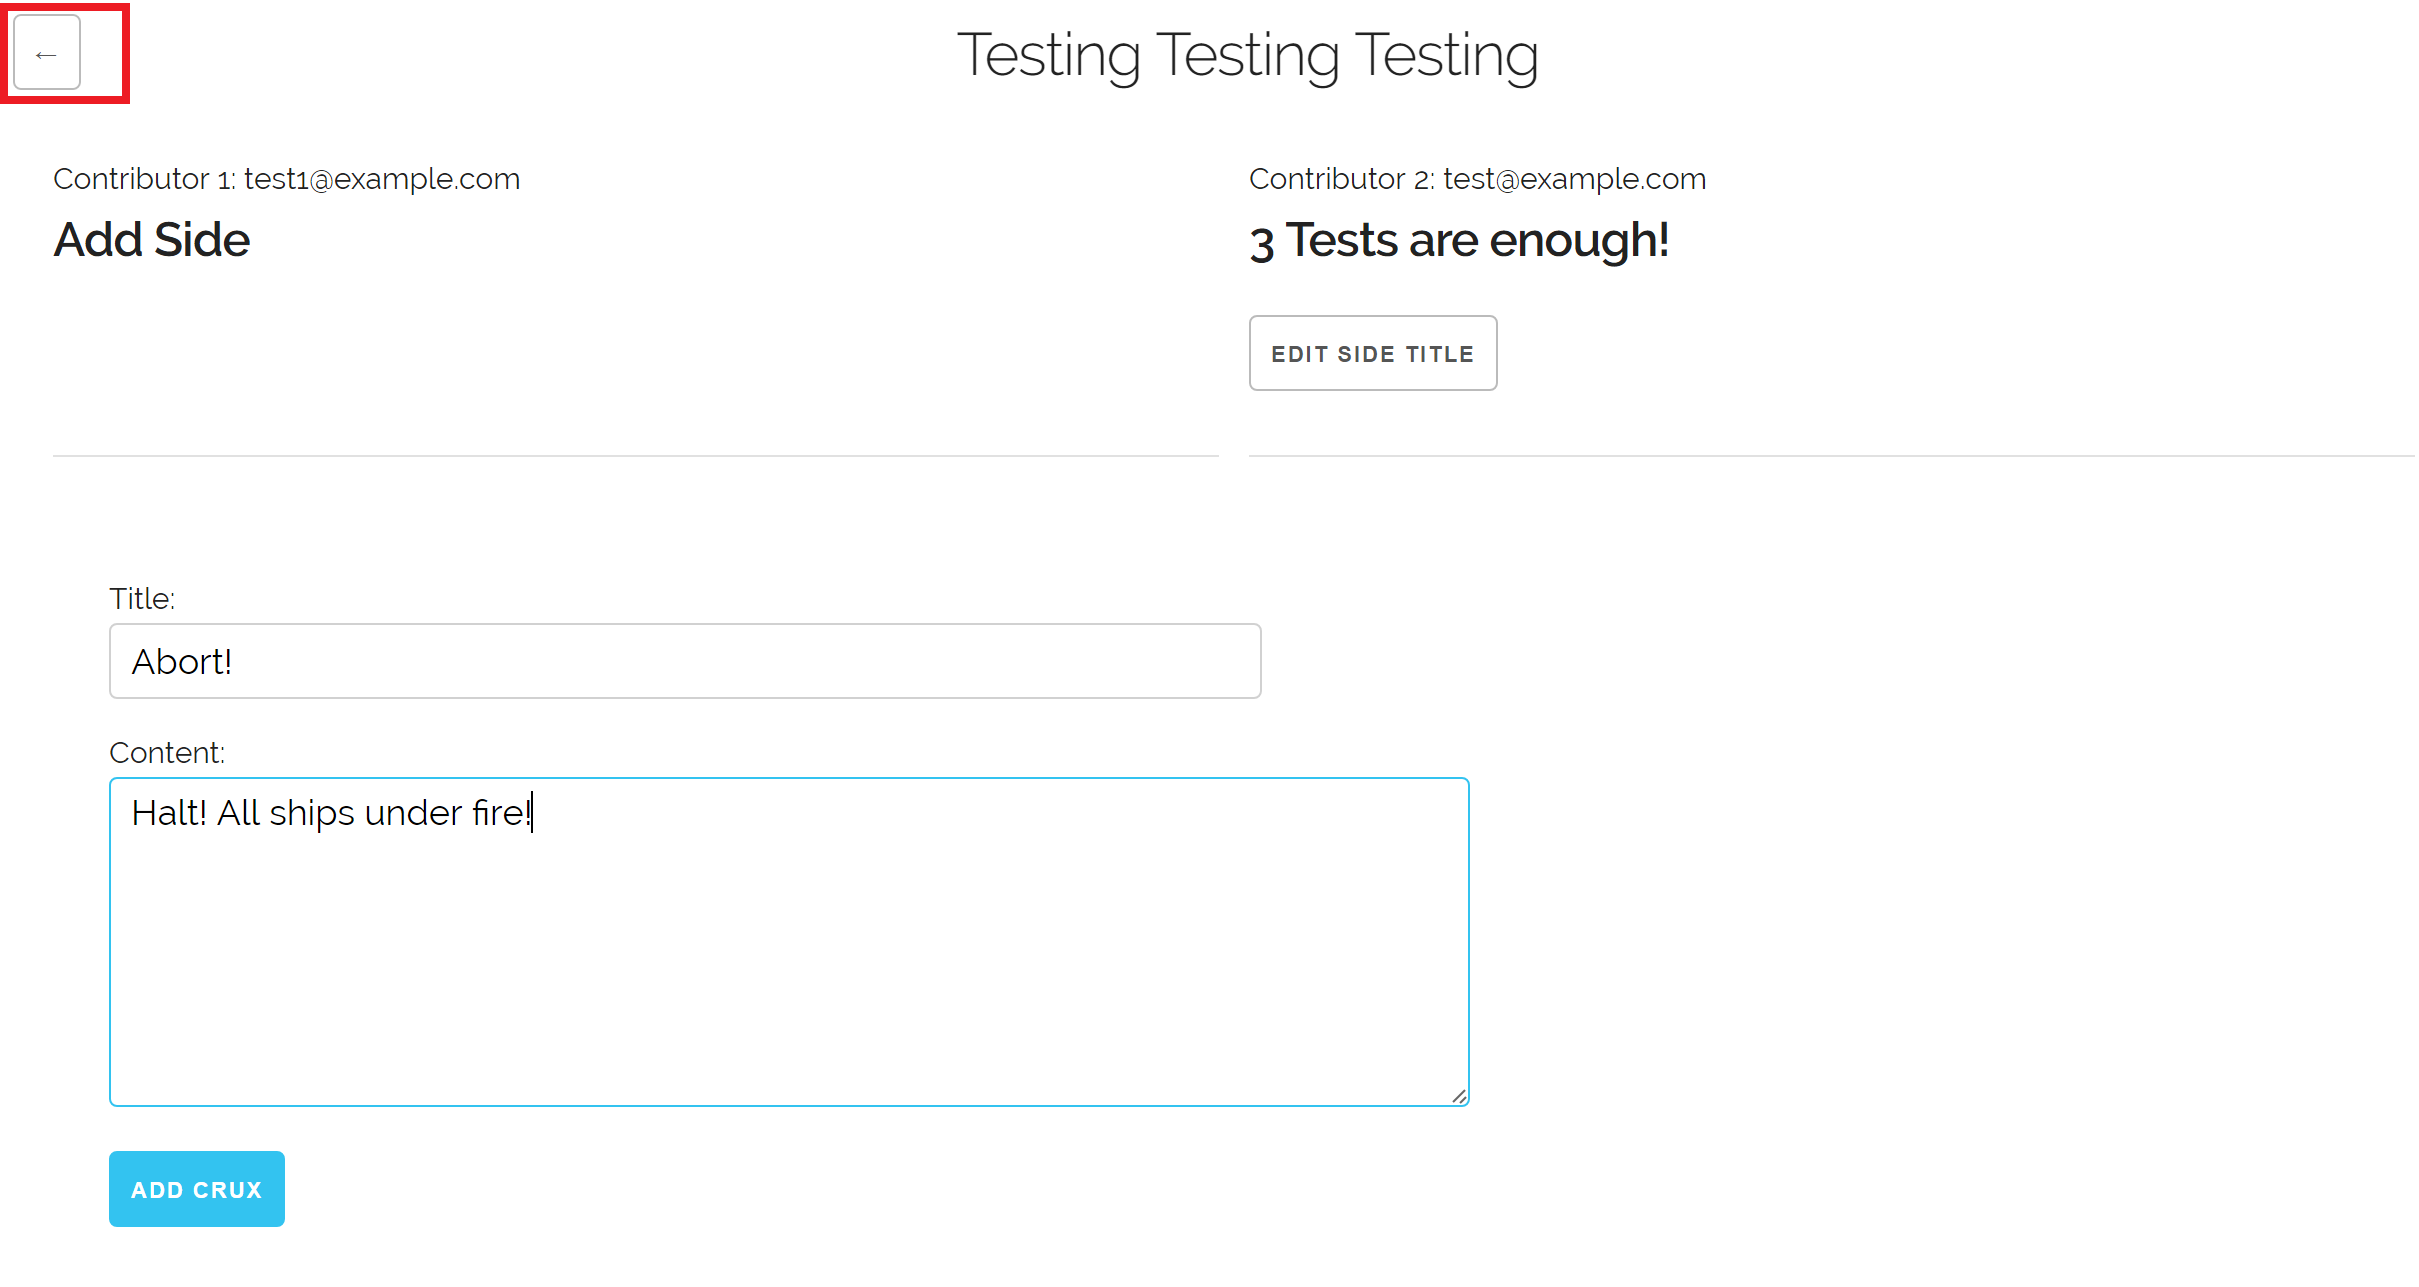 ←
Testing Testing Testing
Contributor 1: test1@example.com
Add Side
Contributor 2: test@example.com
3 Tests are enough!
EDIT SIDE TITLE
Title:
Abort!
Content:
Halt! All ships under fire!
ADD CRUX